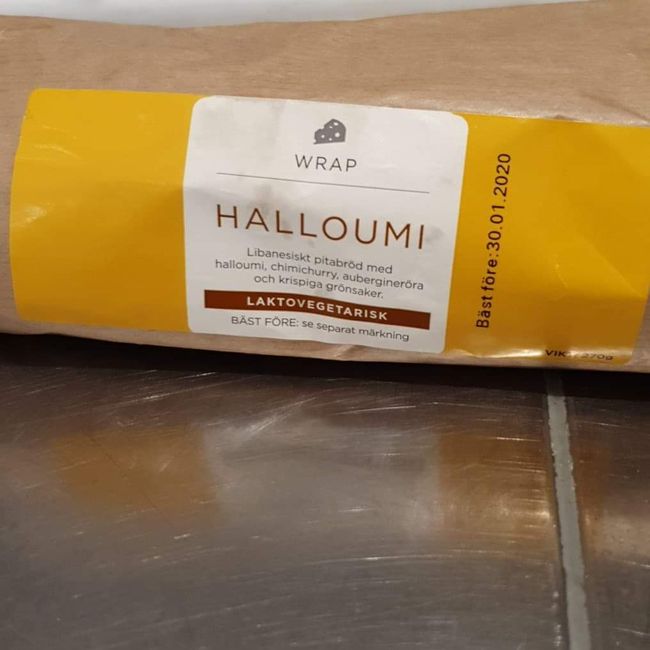 WRAP
HALLOUMI
Libanesiskt pitabröd med
halloumi, chimichurry, aubergineröra
och krispiga grönsaker.
LAKTOVEGETARISK
BÄST FÖRE: se separat märkning
Bäst före:30.01.2020
270g